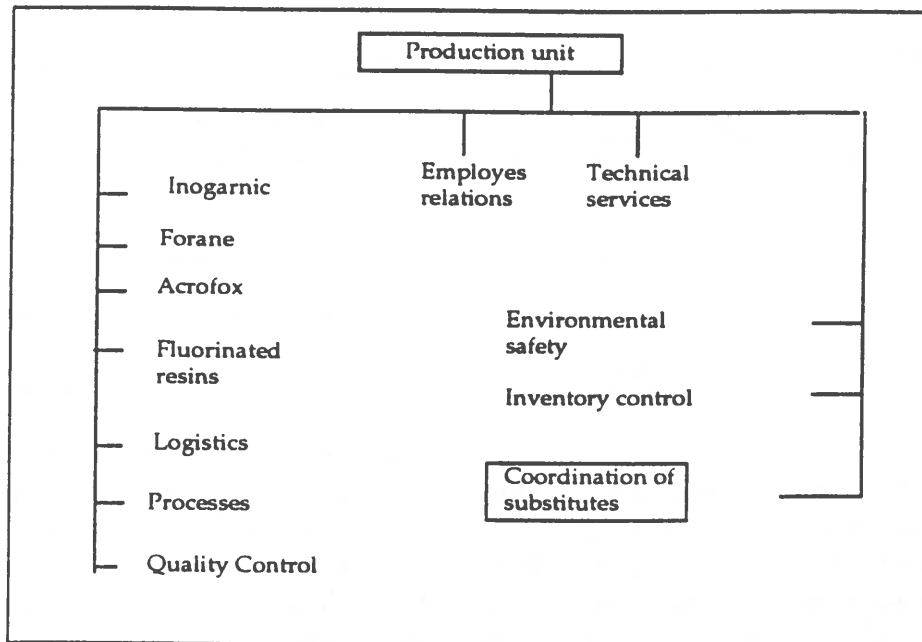 Production unit
Employes
relations
Technical
services
Inogarnic
Forane
Acrofox
Fluorinated
resins
Logistics
Processes
Quality Control
Environmental
safety
Inventory control
Coordination of
substitutes